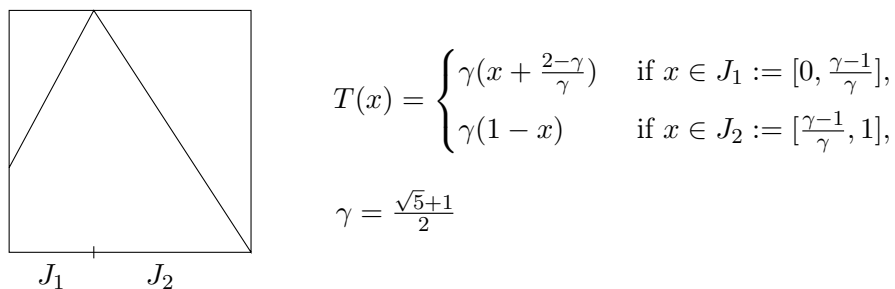 T(x) = { γ(x + (2−γ)/γ) if x ∈ J₁ := [0, (γ−1)/γ],
γ(1 − x) if x ∈ J₂ := [(γ−1)/γ, 1],
γ = (√5+1)/2
J₁ J₂